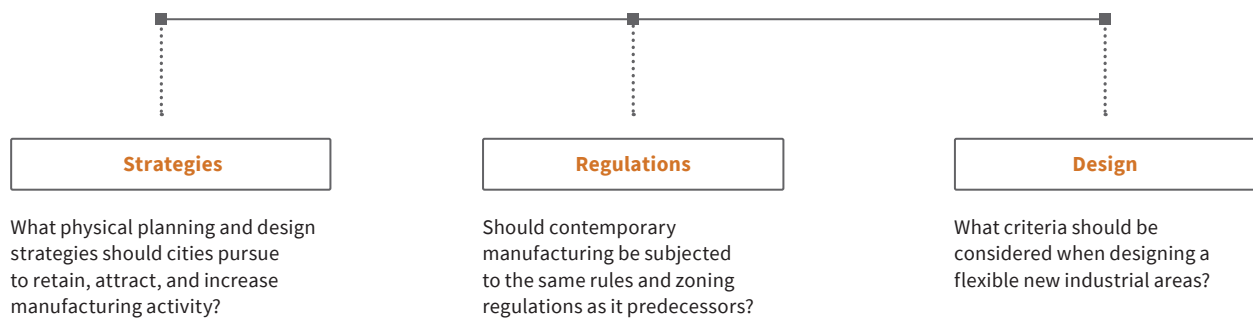 Strategies
What physical planning and design
strategies should cities pursue
to retain, attract, and increase
manufacturing activity?
Regulations
Should contemporary
manufacturing be subjected
to the same rules and zoning
regulations as it predecessors?
Design
What criteria should be
considered when designing a
flexible new industrial areas?